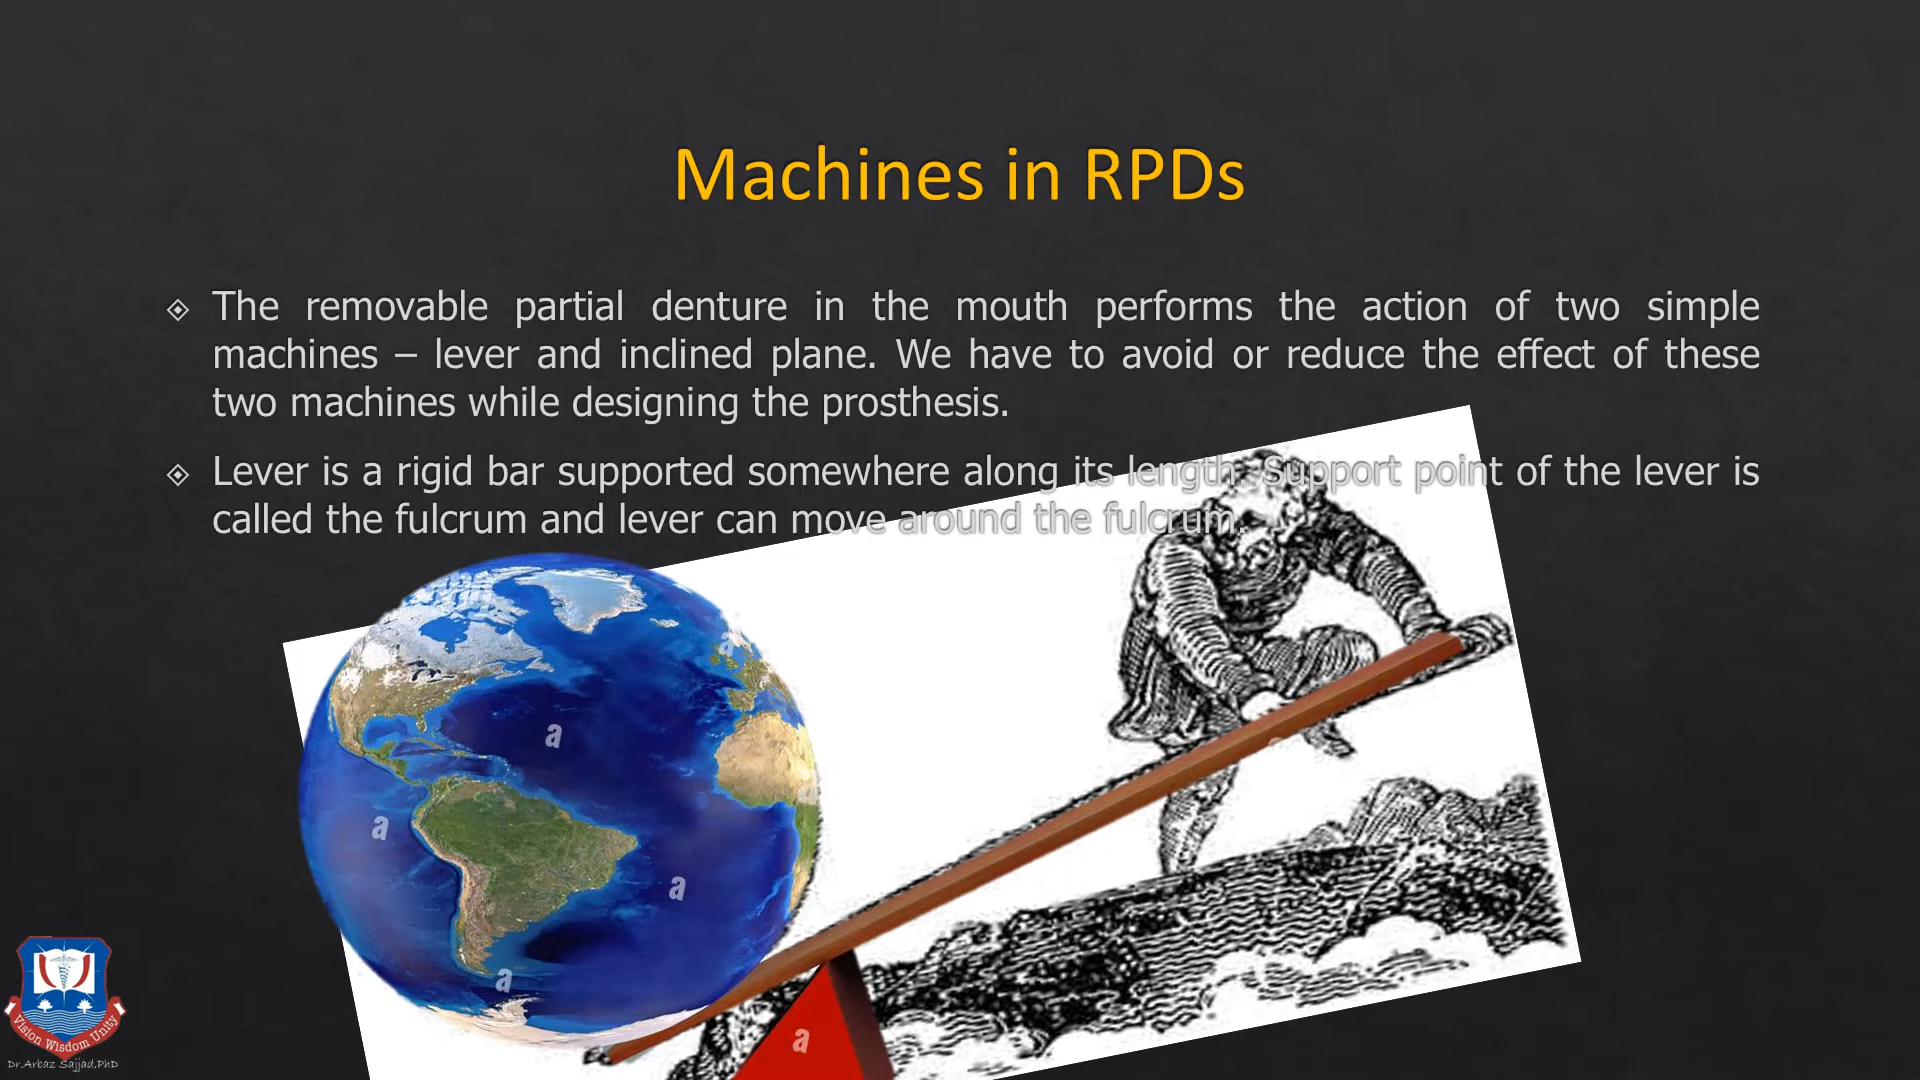 Machines in RPDs
The removable partial denture in the mouth performs the action of two simple
machines – lever and inclined plane. We have to avoid or reduce the effect of these
two machines while designing the prosthesis.
Lever is a rigid bar supported somewhere along its length. Support point of the lever is
called the fulcrum and lever can move around the fulcrum.
a
a
a
a
a
a
a
Vision Wisdom Unity
Dr.Arbaz Sajjad,PhD